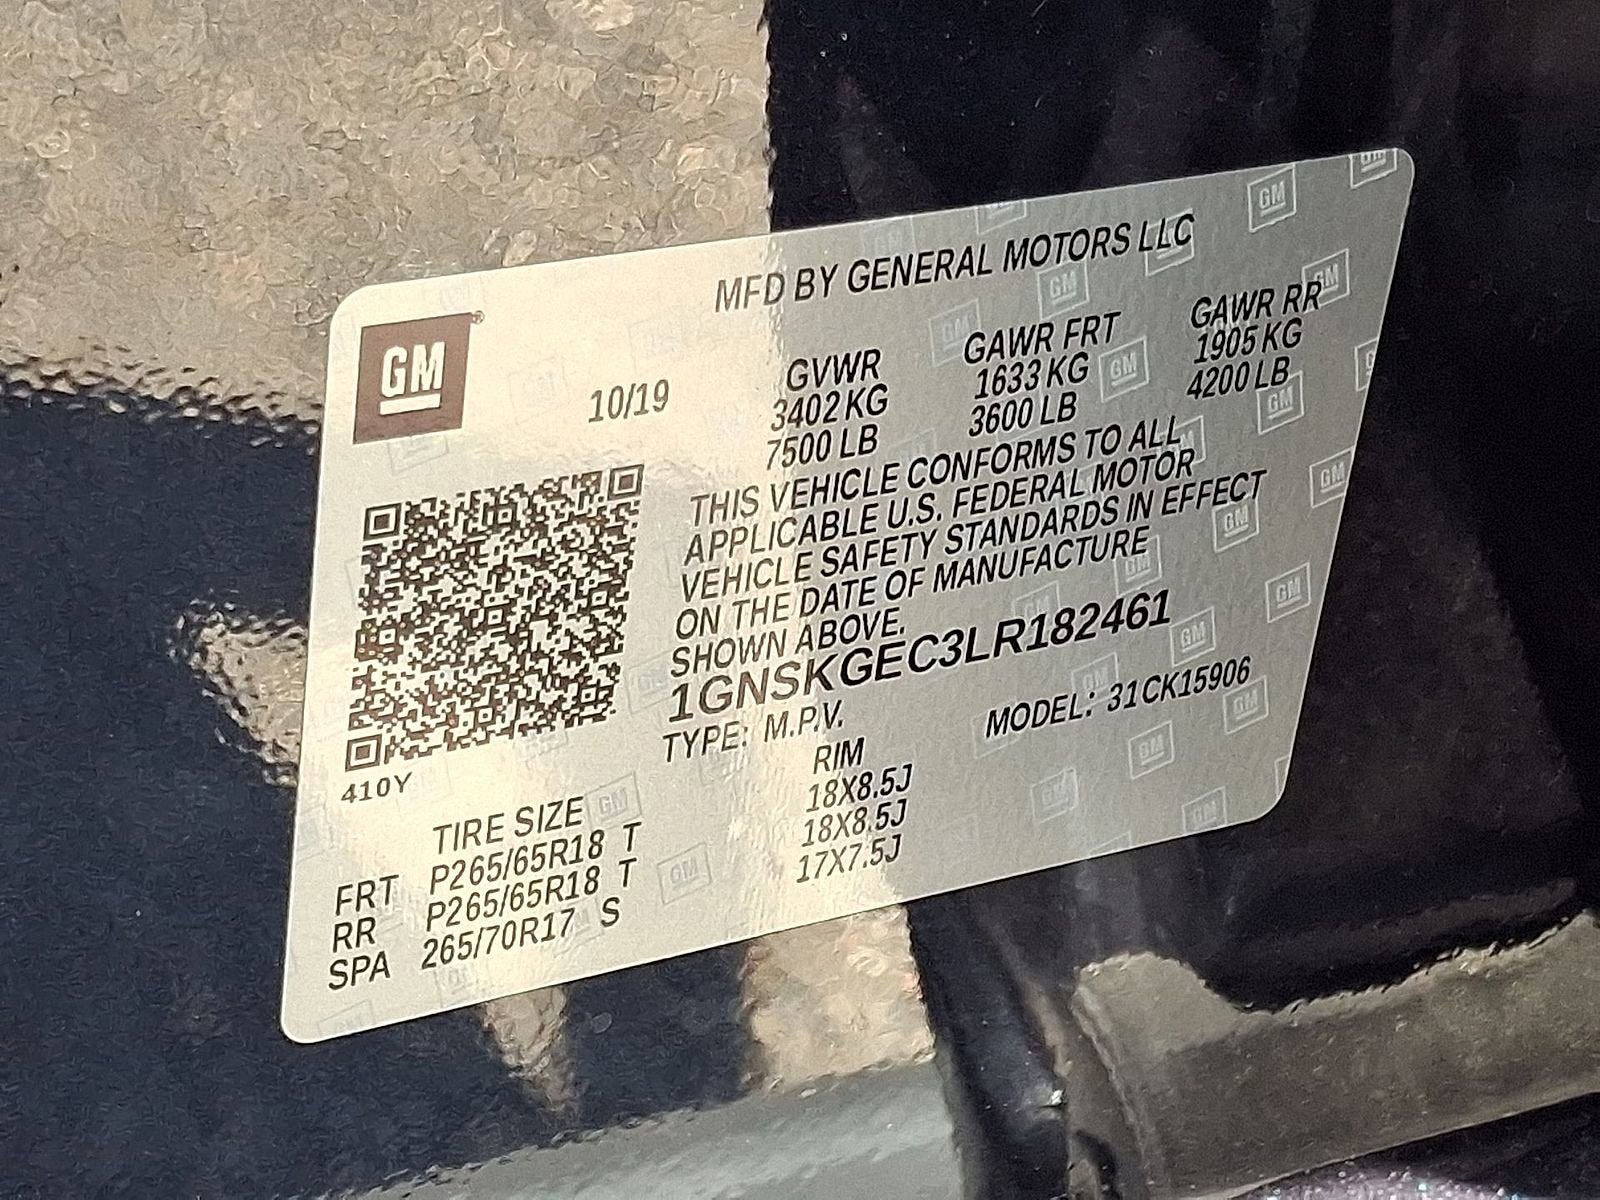 MFD BY GENERAL MOTORS LLC
GM
10/19
GVWR GAWR FRT GAWR RR
3402 KG 1633 KG 1905 KG
7500 LB 3600 LB 4200 LB
THIS VEHICLE CONFORMS TO ALL
APPLICABLE U.S. FEDERAL MOTOR
VEHICLE SAFETY STANDARDS IN EFFECT
ON THE DATE OF MANUFACTURE
SHOWN ABOVE.
1GNSKGEC3LR182461
TYPE: M.P.V. MODEL: 31CK15906
410Y
TIRE SIZE RIM
FRT P265/65R18 T 18X8.5J
RR P265/65R18 T 18X8.5J
SPA 265/70R17 S 17X7.5J